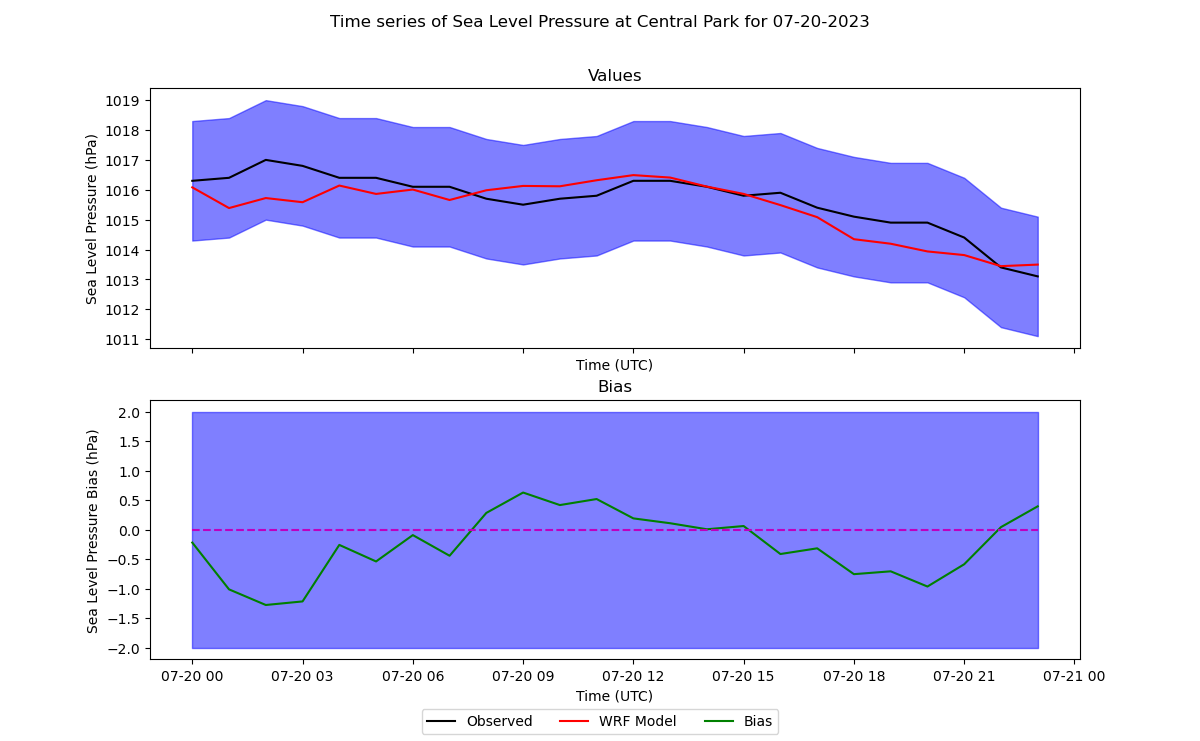 Time series of Sea Level Pressure at Central Park for 07-20-2023
Values
Sea Level Pressure (hPa)
1019
1018
1017
1016
1015
1014
1013
1012
1011
Time (UTC)
Bias
Sea Level Pressure Bias (hPa)
2.0
1.5
1.0
0.5
0.0
−0.5
−1.0
−1.5
−2.0
07-20 00 07-20 03 07-20 06 07-20 09 07-20 12 07-20 15 07-20 18 07-20 21 07-21 00
Time (UTC)
Observed WRF Model Bias